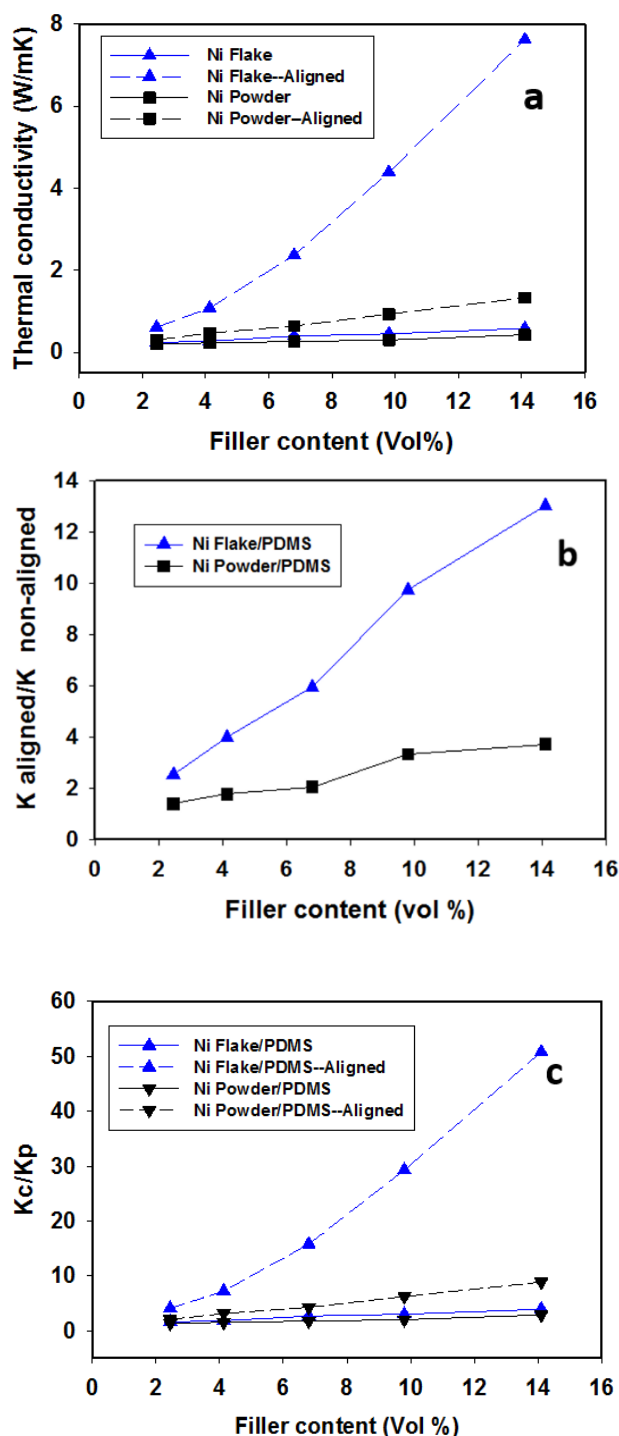 Thermal conductivity (W/mK)
8
6
4
2
0
Ni Flake
Ni Flake--Aligned
Ni Powder
Ni Powder–Aligned
a
0 2 4 6 8 10 12 14 16
Filler content (Vol%)
K aligned/K non-aligned
14
12
10
8
6
4
2
0
Ni Flake/PDMS
Ni Powder/PDMS
b
0 2 4 6 8 10 12 14 16
Filler content (vol %)
Kc/Kp
60
50
40
30
20
10
0
Ni Flake/PDMS
Ni Flake/PDMS--Aligned
Ni Powder/PDMS
Ni Powder/PDMS--Aligned
c
0 2 4 6 8 10 12 14 16
Filler content (Vol %)